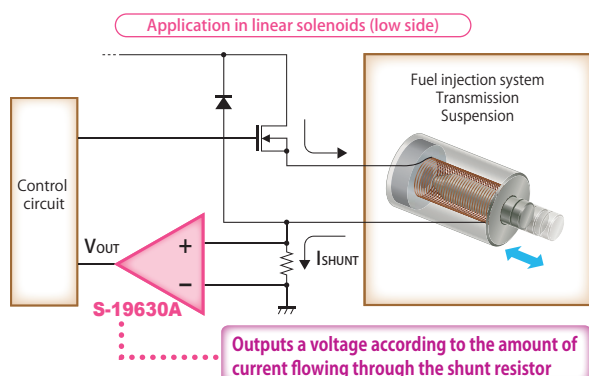 Application in linear solenoids (low side)
Fuel injection system
Transmission
Suspension
Control
circuit
VOUT
+
−
ISHUNT
S-19630A
Outputs a voltage according to the amount of
current flowing through the shunt resistor